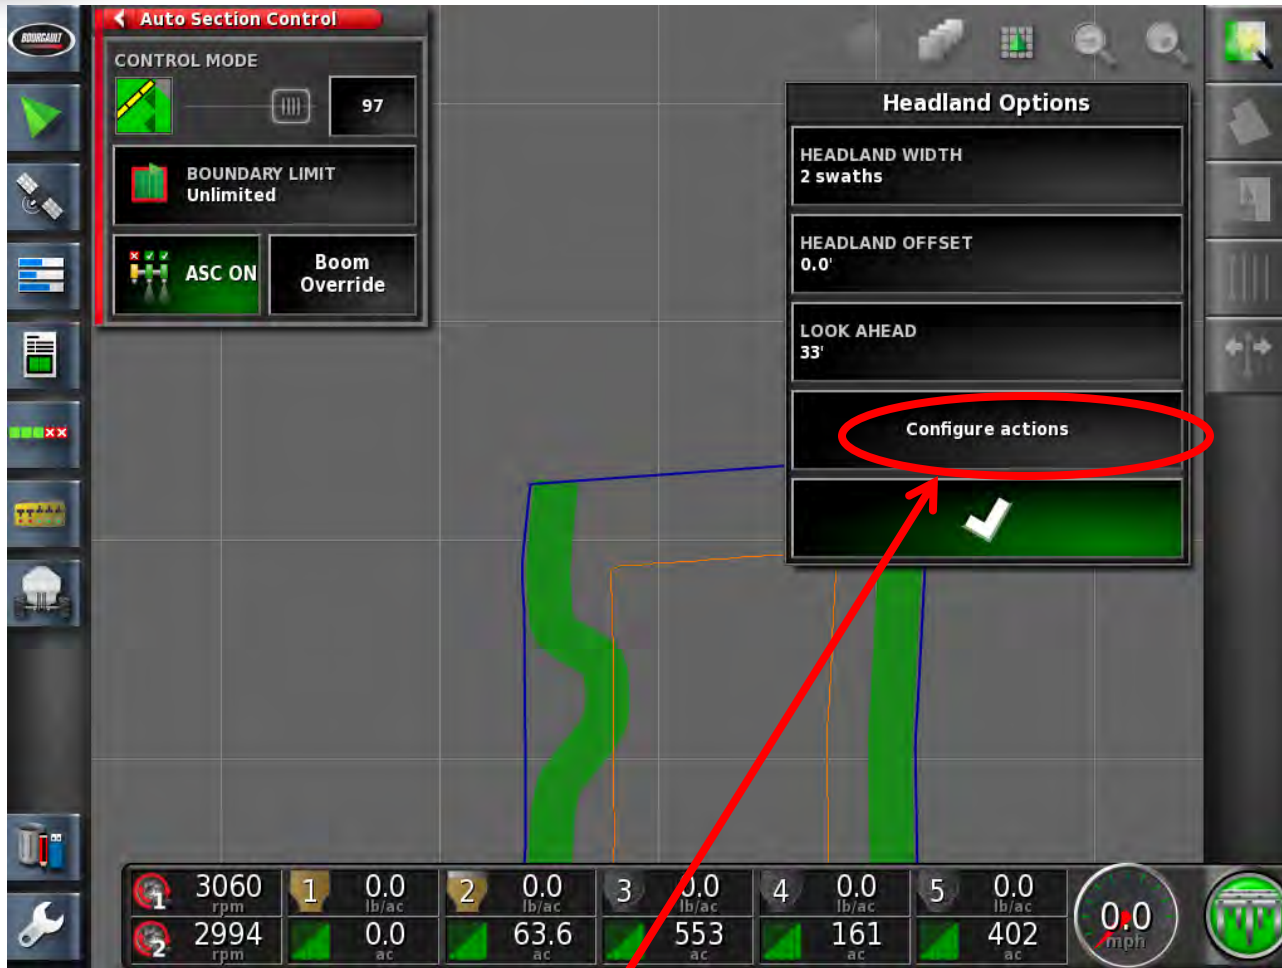 BOURGAULT
Auto Section Control
CONTROL MODE
97
BOUNDARY LIMIT
Unlimited
ASC ON
Boom
Override
Headland Options
HEADLAND WIDTH
2 swaths
HEADLAND OFFSET
0.0'
LOOK AHEAD
33'
Configure actions
1 3060 rpm
1 0.0 lb/ac
2 0.0 lb/ac
3 0.0 lb/ac
4 0.0 lb/ac
5 0.0 lb/ac
2 2994 rpm
0.0 ac
63.6 ac
553 ac
161 ac
402 ac
0.0
mph